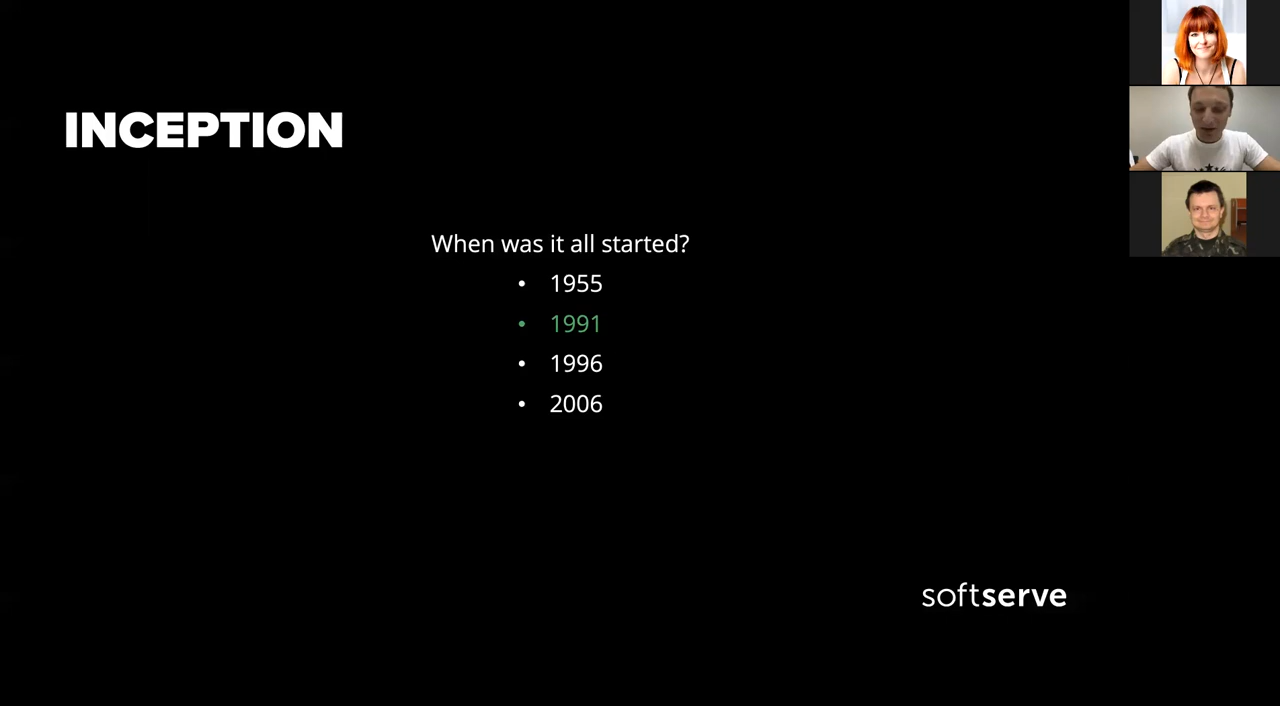 INCEPTION
When was it all started?
• 1955
• 1991
• 1996
• 2006
softserve